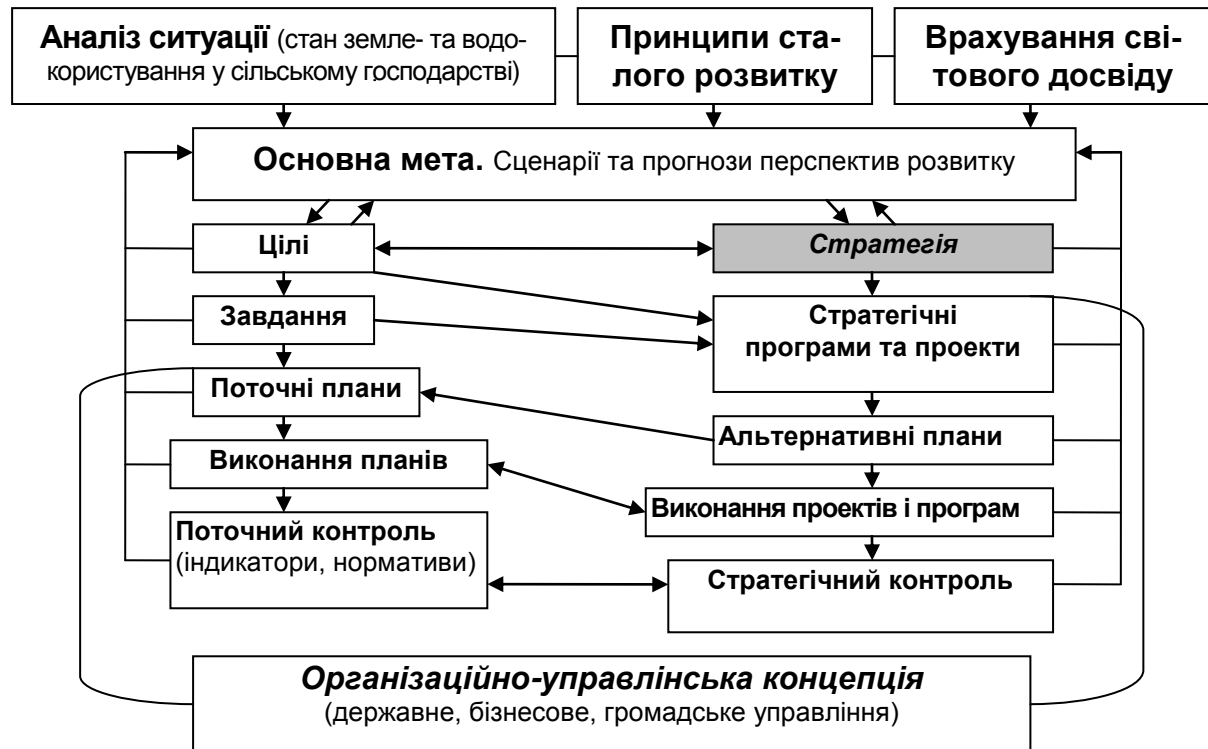 Аналіз ситуації (стан земле- та водо-
користування у сільському господарстві)
Принципи ста-
лого розвитку
Врахування сві-
тового досвіду
Основна мета. Сценарії та прогнози перспектив розвитку
Цілі
Стратегія
Завдання
Стратегічні
програми та проекти
Поточні плани
Альтернативні плани
Виконання планів
Виконання проектів і програм
Поточний контроль
(індикатори, нормативи)
Стратегічний контроль
Організаційно-управлінська концепція
(державне, бізнесове, громадське управління)